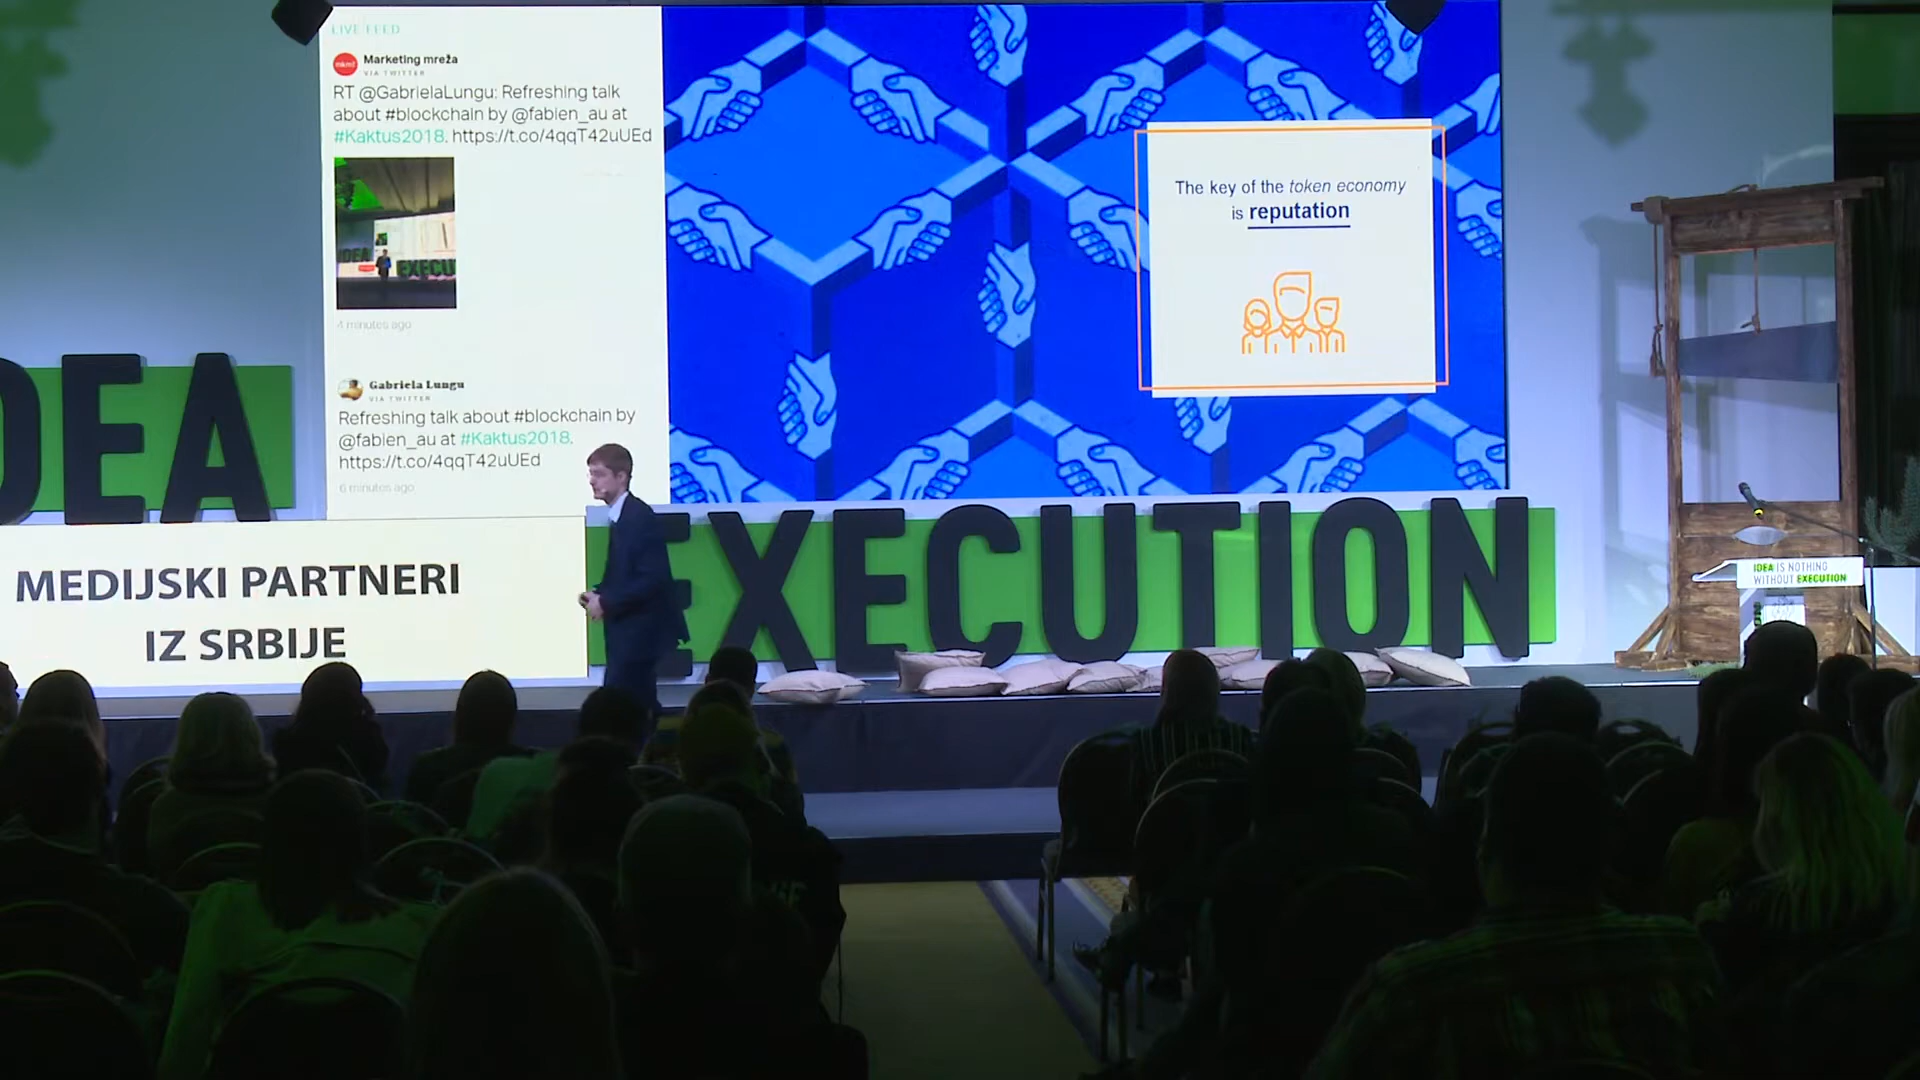 LIVE FEED
mkm!
Marketing mreža
VIA TWITTER
RT @GabrielaLungu: Refreshing talk
about #blockchain by @fabien_au at
#Kaktus2018. https://t.co/4qqT42uUEd
4 minutes ago
Gabriela Lungu
VIA TWITTER
Refreshing talk about #blockchain by
@fabien_au at #Kaktus2018.
https://t.co/4qqT42uUEd
6 minutes ago
The key of the token economy
is reputation
DEA
EXECUTION
MEDIJSKI PARTNERI
IZ SRBIJE
IDEA IS NOTHING
WITHOUT EXECUTION